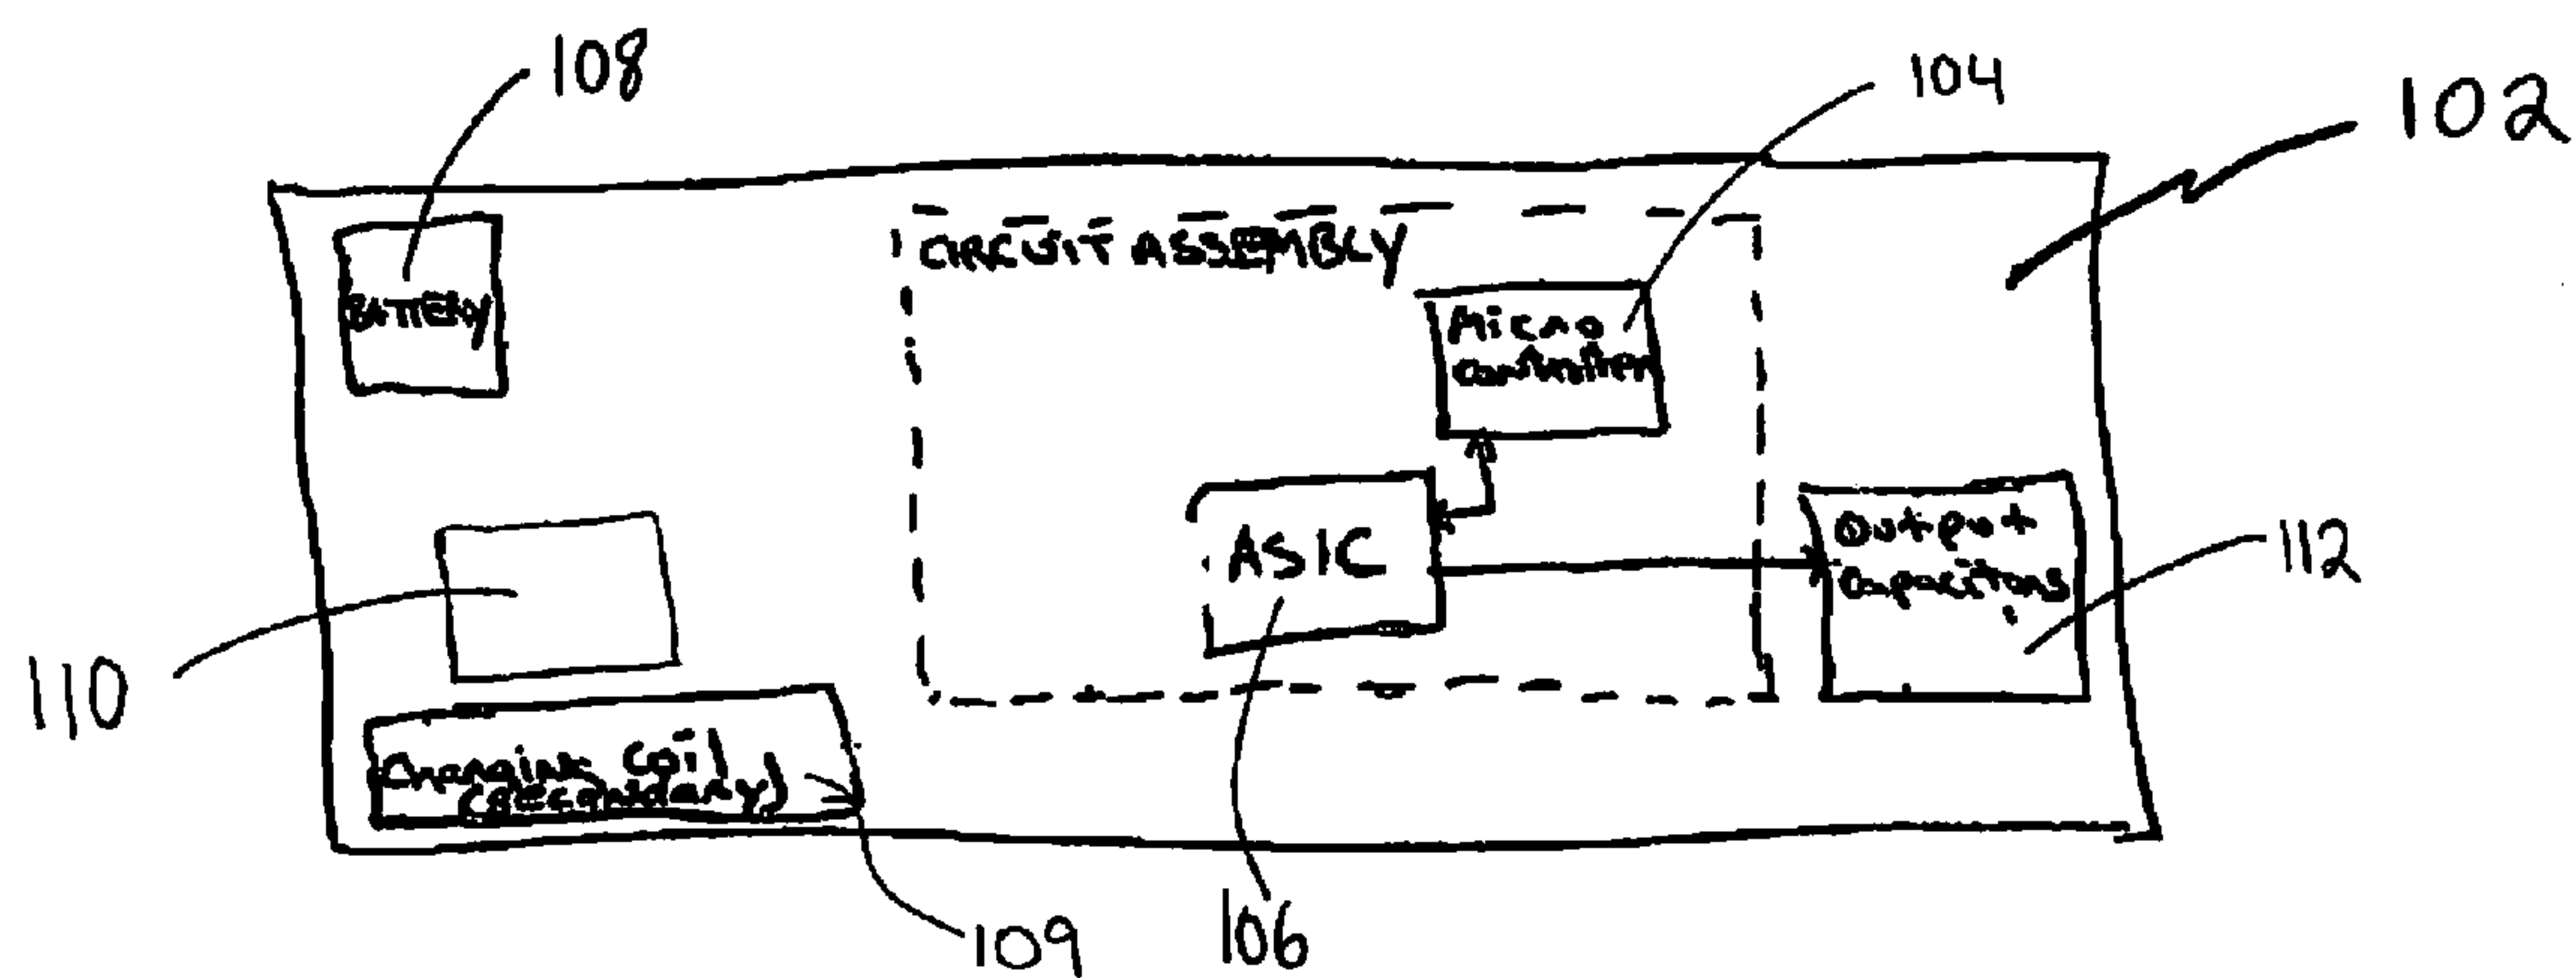 108
104
102
CIRCUIT ASSEMBLY
BATTERY
Micro
controller
ASIC
Output
Capacitors
112
110
Charging Coil
(secondary)
109
106